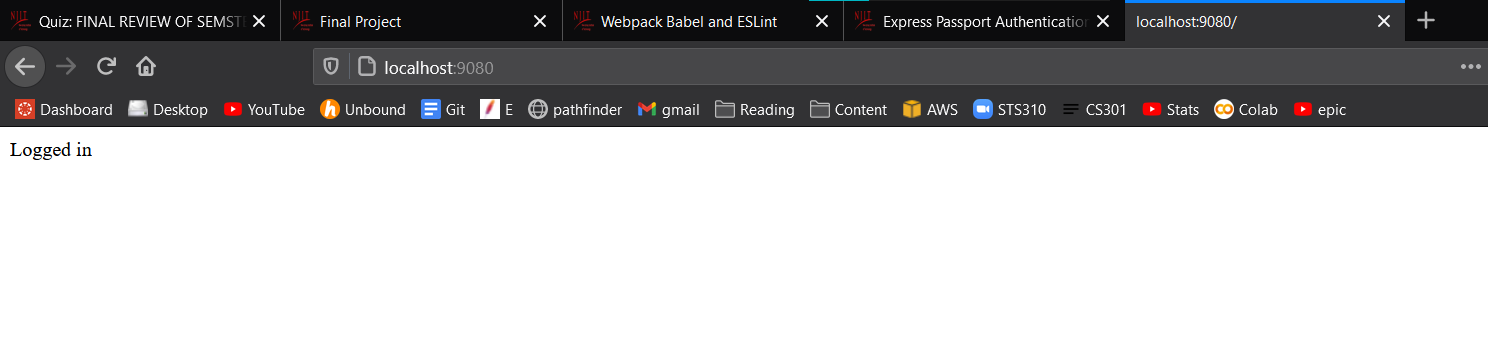 Quiz: FINAL REVIEW OF SEMST Final Project Webpack Babel and ESLint Express Passport Authentication localhost:9080/
localhost:9080
Dashboard Desktop YouTube Unbound Git E pathfinder gmail Reading Content AWS STS310 CS301 Stats Colab epic
Logged in